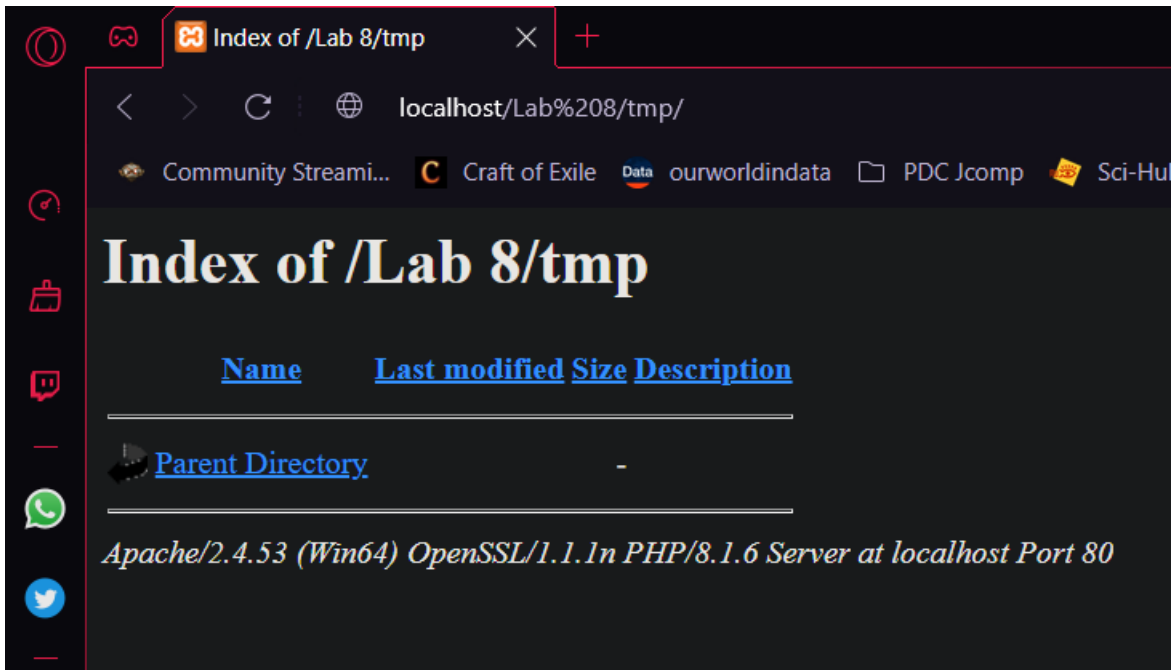 Index of /Lab 8/tmp
localhost/Lab%208/tmp/
Community Streami... C Craft of Exile Data ourworldindata PDC Jcomp Sci-Hu
Index of /Lab 8/tmp
Name Last modified Size Description
Parent Directory -
Apache/2.4.53 (Win64) OpenSSL/1.1.1n PHP/8.1.6 Server at localhost Port 80